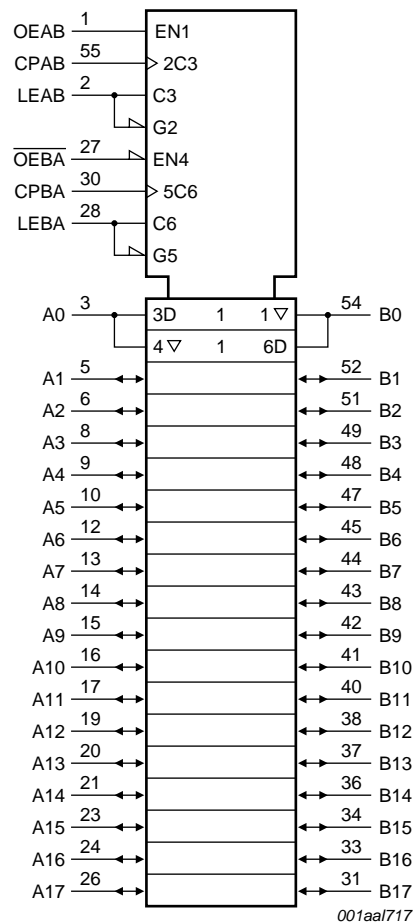 OEAB 1 EN1
CPAB 55 2C3
LEAB 2 C3
G2
OEBA 27 EN4
CPBA 30 5C6
LEBA 28 C6
G5
A0 3 3D 1 1 ▽ 54 B0
4 ▽ 1 6D
A1 5 52 B1
A2 6 51 B2
A3 8 49 B3
A4 9 48 B4
A5 10 47 B5
A6 12 45 B6
A7 13 44 B7
A8 14 43 B8
A9 15 42 B9
A10 16 41 B10
A11 17 40 B11
A12 19 38 B12
A13 20 37 B13
A14 21 36 B14
A15 23 34 B15
A16 24 33 B16
A17 26 31 B17
001aal717